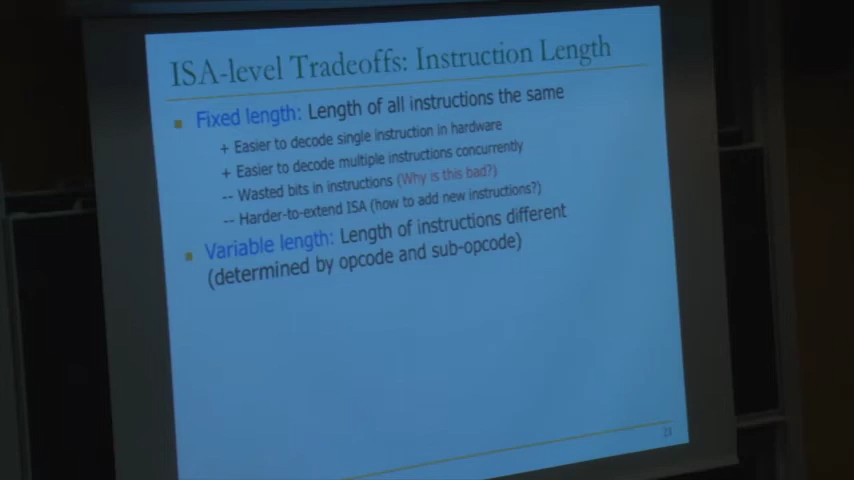 ISA-level Tradeoffs: Instruction Length
Fixed length: Length of all instructions the same
+ Easier to decode single instruction in hardware
+ Easier to decode multiple instructions concurrently
-- Wasted bits in instructions (Why is this bad?)
-- Harder-to-extend ISA (how to add new instructions?)
Variable length: Length of instructions different
(determined by opcode and sub-opcode)